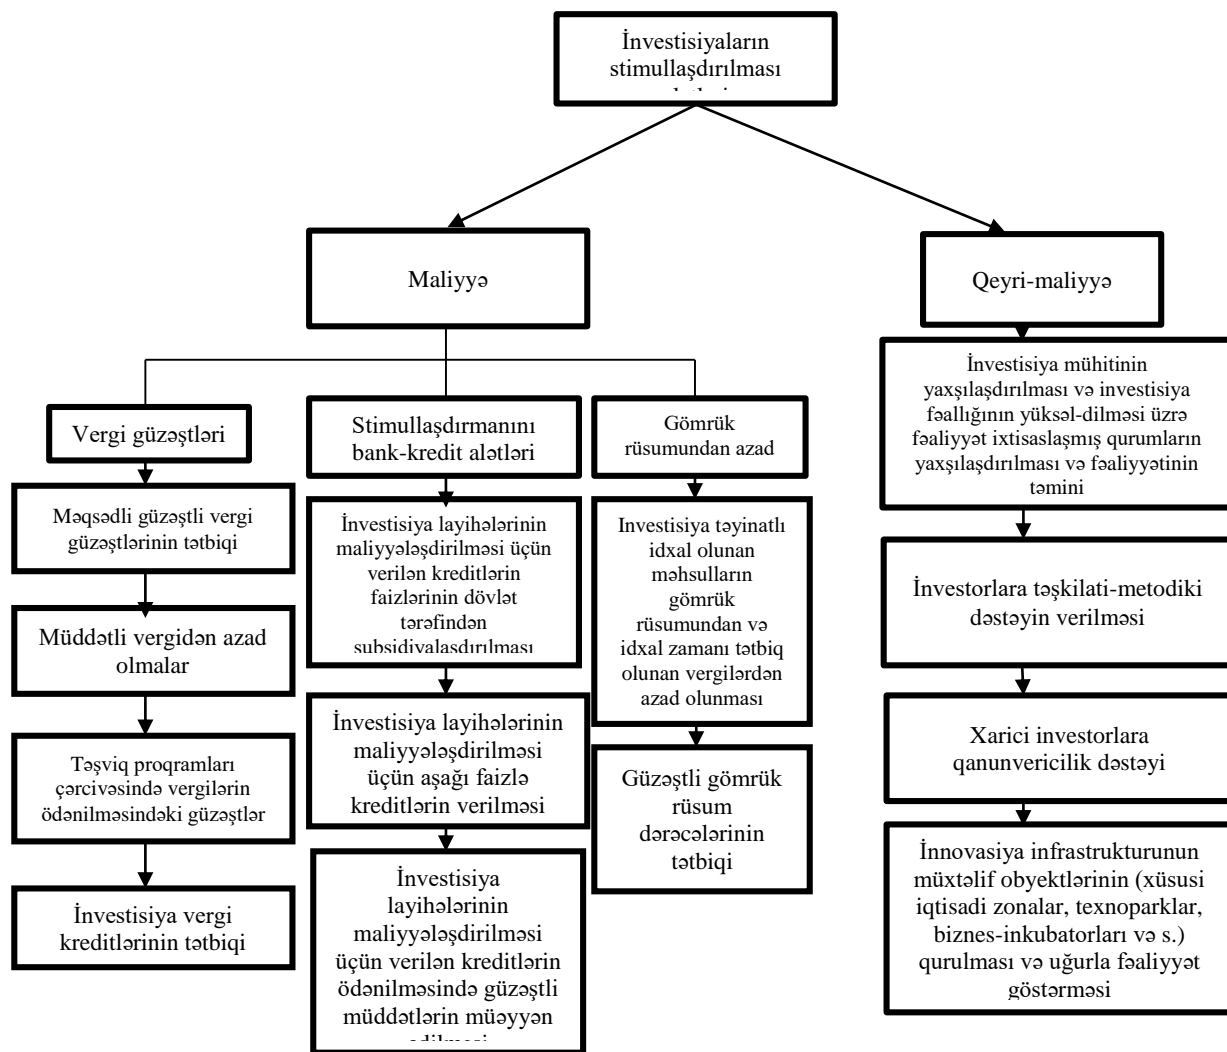 İnvestisiyaların
stimullaşdırılması
Maliyyə
Qeyri-maliyyə
Vergi güzəştləri
Məqsədli güzəştli vergi
güzəştlərinin tətbiqi
Müddətli vergidən azad
olmalar
Təşviq proqramları
çərcivəsində vergilərin
ödənilməsindəki güzəştlər
İnvestisiya vergi
kreditlərinin tətbiqi
Stimullaşdırmanını
bank-kredit alətləri
İnvestisiya layihələrinin
maliyyələşdirilməsi üçün
verilən kreditlərin
faizlərinin dövlət
tərəfindən
subsidiyalaşdırılması
İnvestisiya layihələrinin
maliyyələşdirilməsi
üçün aşağı faizlə
kreditlərin verilməsi
İnvestisiya
layihələrinin
maliyyələşdirilməsi
üçün verilən kreditlərin
ödənilməsində güzəştli
müddətlərin müəyyən
Gömrük
rüsumundan azad
Investisiya təyinatlı
idxal olunan
məhsulların
gömrük
rüsumundan və
idxal zamanı tətbiq
olunan vergilərdən
azad olunması
Güzəştli gömrük
rüsum
dərəcələrinin
tətbiqi
İnvestisiya mühitinin
yaxşılaşdırılması və investisiya
fəallığının yüksəl-dilməsi üzrə
fəaliyyət ixtisaslaşmış qurumların
yaxşılaşdırılması və fəaliyyətinin
təmini
İnvestorlara təşkilati-metodiki
dəstəyin verilməsi
Xarici investorlara
qanunvericilik dəstəyi
İnnovasiya infrastrukturunun
müxtəlif obyektlərinin (xüsusi
iqtisadi zonalar, texnoparklar,
biznes-inkubatorları və s.)
qurulması və uğurla fəaliyyət
göstərməsi